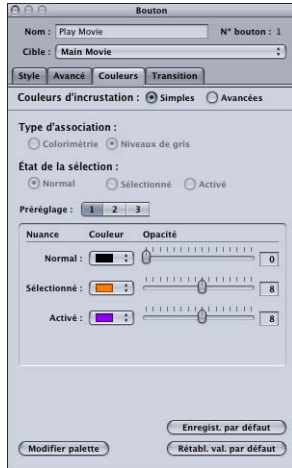 Bouton
Nom : Play Movie N° bouton : 1
Cible : Main Movie
Style Avancé Couleurs Transition
Couleurs d'incrustation : Simples Avancées
Type d'association :
Colorimétrie Niveaux de gris
État de la sélection :
Normal Sélectionné Activé
Préréglage : 1 2 3
Nuance Couleur Opacité
Normal : 0
Sélectionné : 8
Activé : 8
Enregist. par défaut
Modifier palette Rétabl. val. par défaut